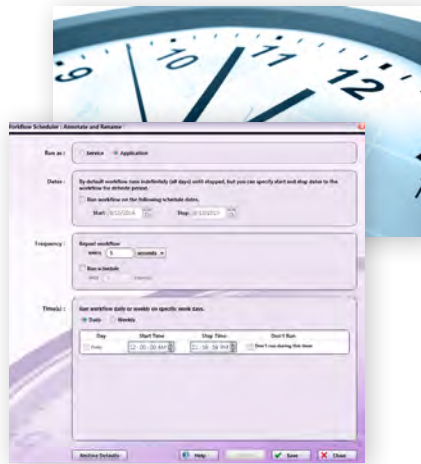 9
10
11
12
Workflow Scheduler : Annotate and Rename
Run as : Service Application
Dates : By default workflow runs indefinitely (all days) until stopped, but you can specify start and stop dates to the
workflow for definite period.
Run workflow on the following schedule dates.
Start Stop
Frequency : Repeat workflow
every 5 seconds
Run schedule
Time(s) : Run workflow daily or weekly on specific week days.
Daily Weekly
Day Start Time Stop Time Don't Run
12 : 00 : 00 AM Don't run during this time
Restore Defaults Help Save Close